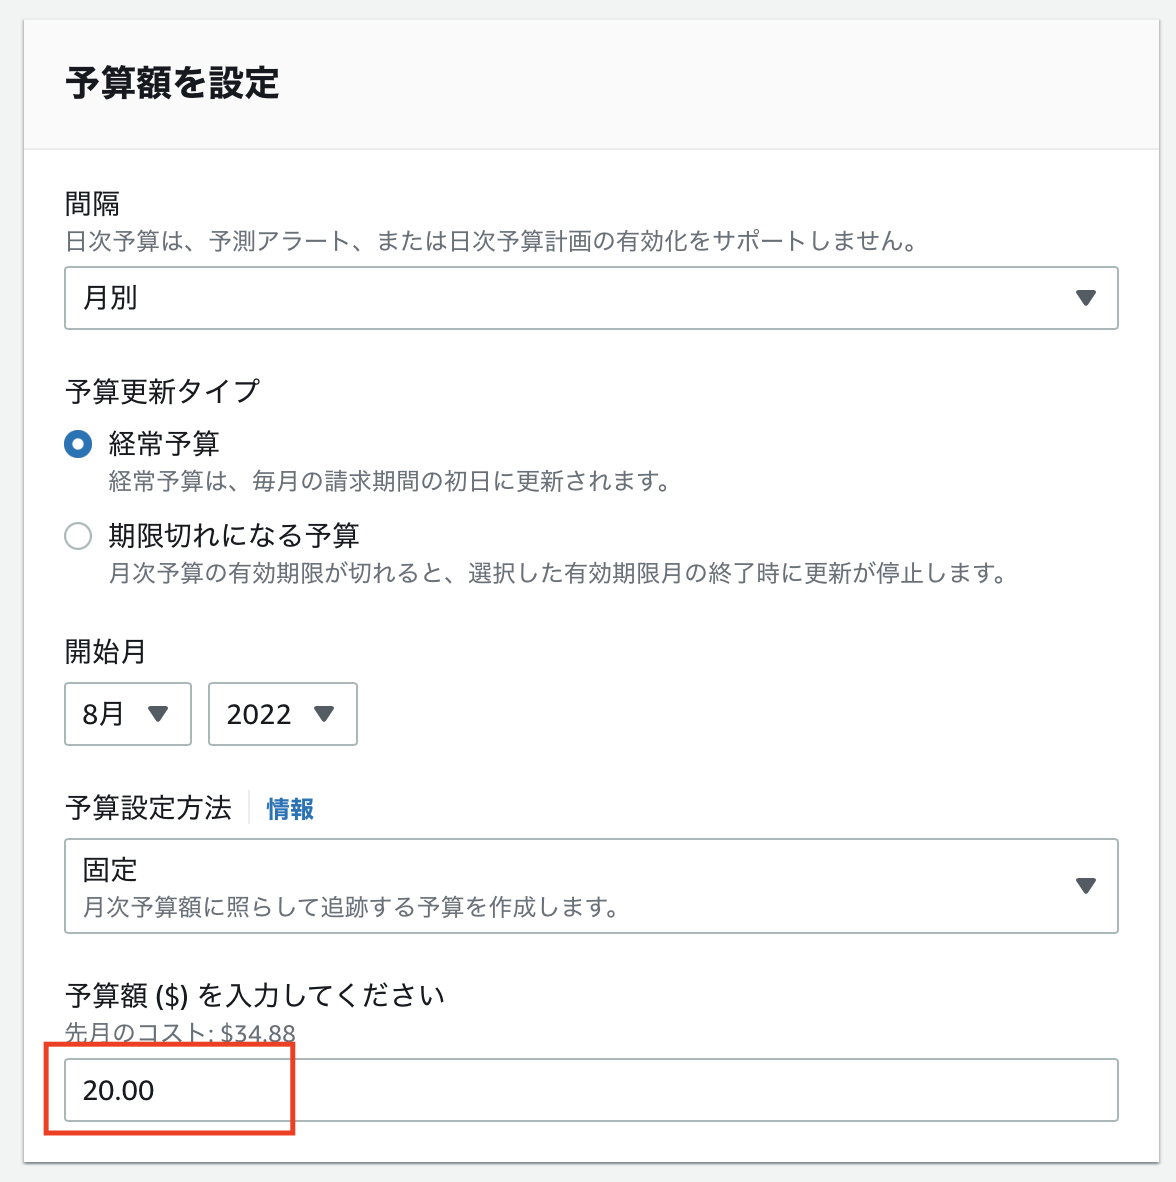 予算額を設定
間隔
日次予算は、予測アラート、または日次予算計画の有効化をサポートしません。
月別
予算更新タイプ
経常予算
経常予算は、毎月の請求期間の初日に更新されます。
期限切れになる予算
月次予算の有効期限が切れると、選択した有効期限月の終了時に更新が停止します。
開始月
8月 2022
予算設定方法 情報
固定
月次予算額に照らして追跡する予算を作成します。
予算額 ($) を入力してください
先月のコスト: $34.88
20.00